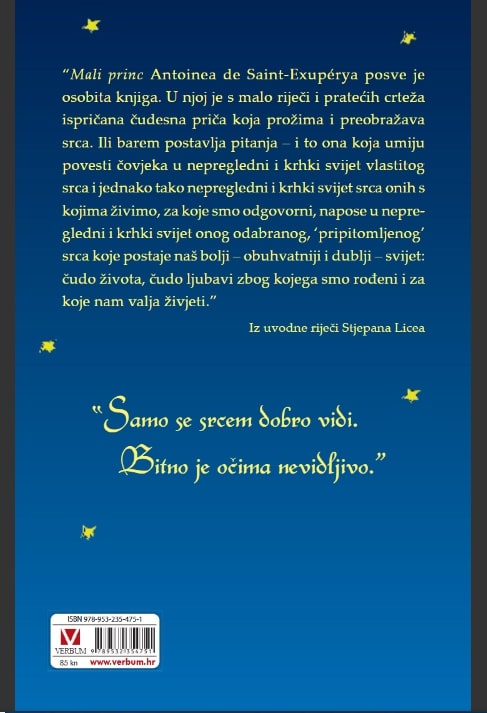 “Mali princ Antoinea de Saint-Exupérya posve je
osobita knjiga. U njoj je s malo riječi i pratećih crteža
ispričana čudesna priča koja prožima i preobražava
srca. Ili barem postavlja pitanja – i to ona koja umiju
povesti čovjeka u nepregledni i krhki svijet vlastitog
srca i jednako tako nepregledni i krhki svijet srca onih s
kojima živimo, za koje smo odgovorni, napose u nepre-
gledni i krhki svijet onog odabranog, ‘pripitomljenog’
srca koje postaje naš bolji – obuhvatniji i dublji – svijet:
čudo života, čudo ljubavi zbog kojega smo rođeni i za
koje nam valja živjeti.”
Iz uvodne riječi Stjepana Licea
“Samo se srcem dobro vidi.
Bitno je očima nevidljivo.”
ISBN 978-953-235-475-1
VERBUM
9789532354751
85 kn
www.verbum.hr